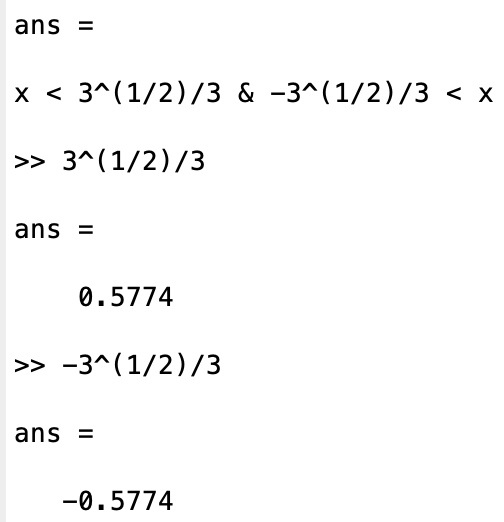 ans =
x < 3^(1/2)/3 & -3^(1/2)/3 < x
>> 3^(1/2)/3
ans =
0.5774
>> -3^(1/2)/3
ans =
-0.5774